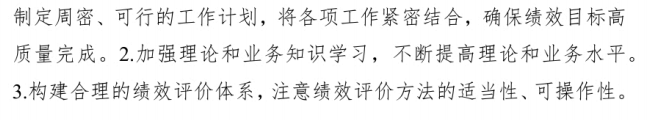 制定周密、可行的工作计划，将各项工作紧密结合，确保绩效目标高
质量完成。2.加强理论和业务知识学习，不断提高理论和业务水平。
3.构建合理的绩效评价体系，注意绩效评价方法的适当性、可操作性。